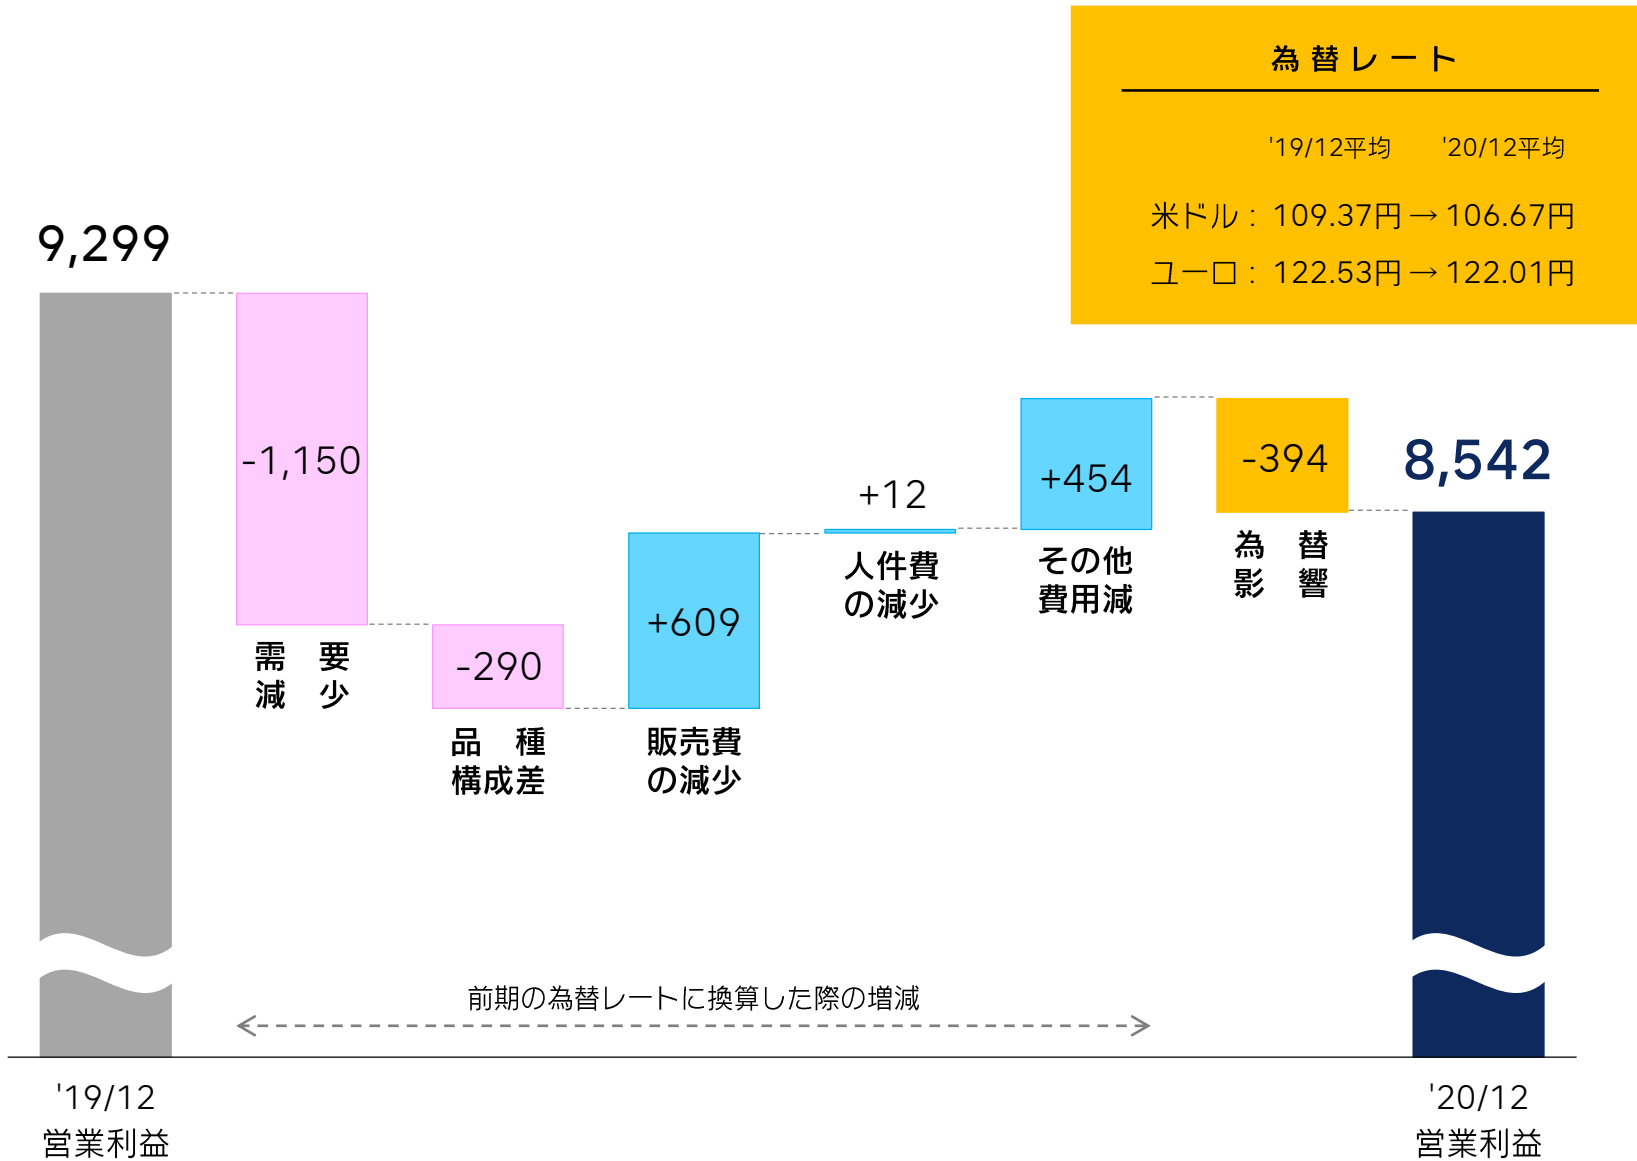 為替レート
'19/12平均 '20/12平均
米ドル： 109.37円→106.67円
ユーロ： 122.53円→122.01円
9,299
-1,150
需　要
減　少
-290
品　種
構成差
+609
販売費
の減少
+12
人件費
の減少
+454
その他
費用減
-394
為　替
影　響
8,542
前期の為替レートに換算した際の増減
'19/12
営業利益
'20/12
営業利益